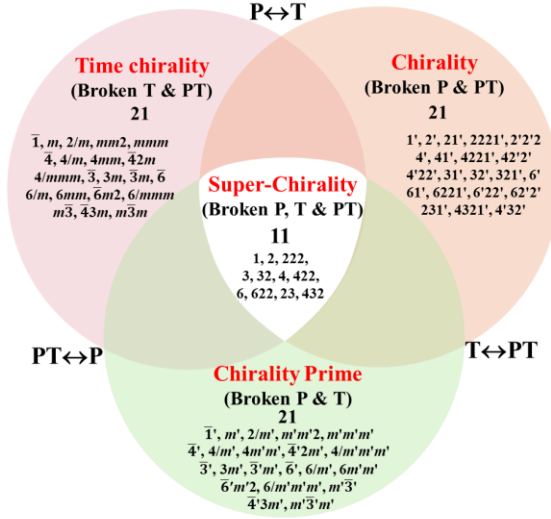 P↔T
Time chirality
(Broken T & PT)
21
1̅, m, 2/m, mm2, mmm
4̅, 4/m, 4mm, 4̅2m
4/mmm, 3̅, 3m, 3̅m, 6̅
6/m, 6mm, 6̅m2, 6/mmm
m3̅, 4̅3m, m3̅m
Chirality
(Broken P & PT)
21
1', 2', 21', 2221', 2'2'2
4', 41', 4221', 42'2'
4'22', 31', 32', 321', 6'
61', 6221', 6'22', 62'2'
231', 4321', 4'32'
Super-Chirality
(Broken P, T & PT)
11
1, 2, 222,
3, 32, 4, 422,
6, 622, 23, 432
PT↔P
T↔PT
Chirality Prime
(Broken P & T)
21
1̅', m', 2/m', m'm'2, m'm'm'
4̅', 4/m', 4m'm', 4̅'2m', 4/m'm'm'
3̅', 3m', 3̅'m', 6̅', 6/m', 6m'm'
6̅'m'2, 6/m'm'm', m'3̅'
4̅'3m', m'3̅'m'